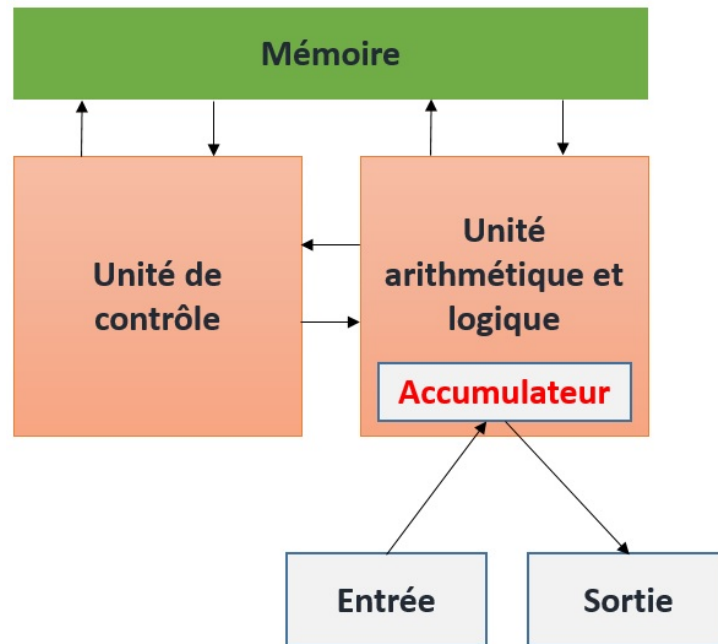 Mémoire
Unité de
contrôle
Unité
arithmétique et
logique
Accumulateur
Entrée
Sortie